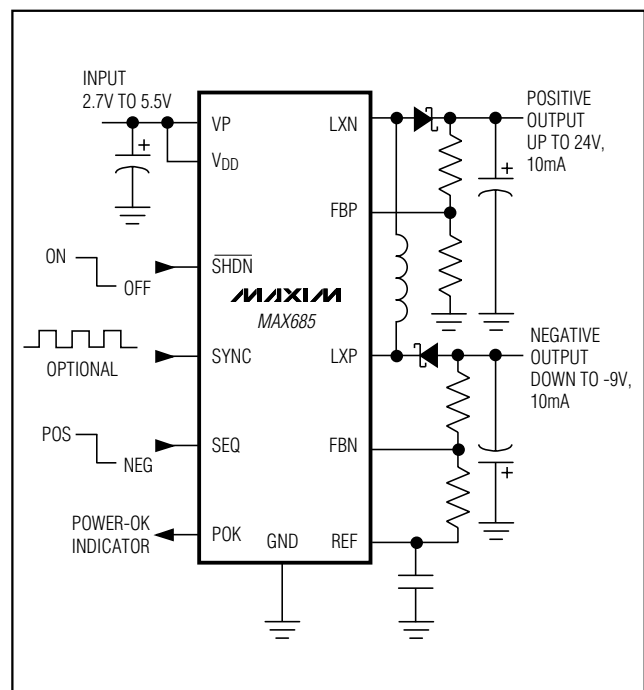 INPUT
2.7V TO 5.5V
VP
VDD
ON
OFF
SHDN
OPTIONAL
SYNC
POS
NEG
SEQ
POWER-OK
INDICATOR
POK
GND
MAXIM
MAX685
LXN
FBP
LXP
FBN
REF
POSITIVE
OUTPUT
UP TO 24V,
10mA
NEGATIVE
OUTPUT
DOWN TO -9V,
10mA
+
+
+